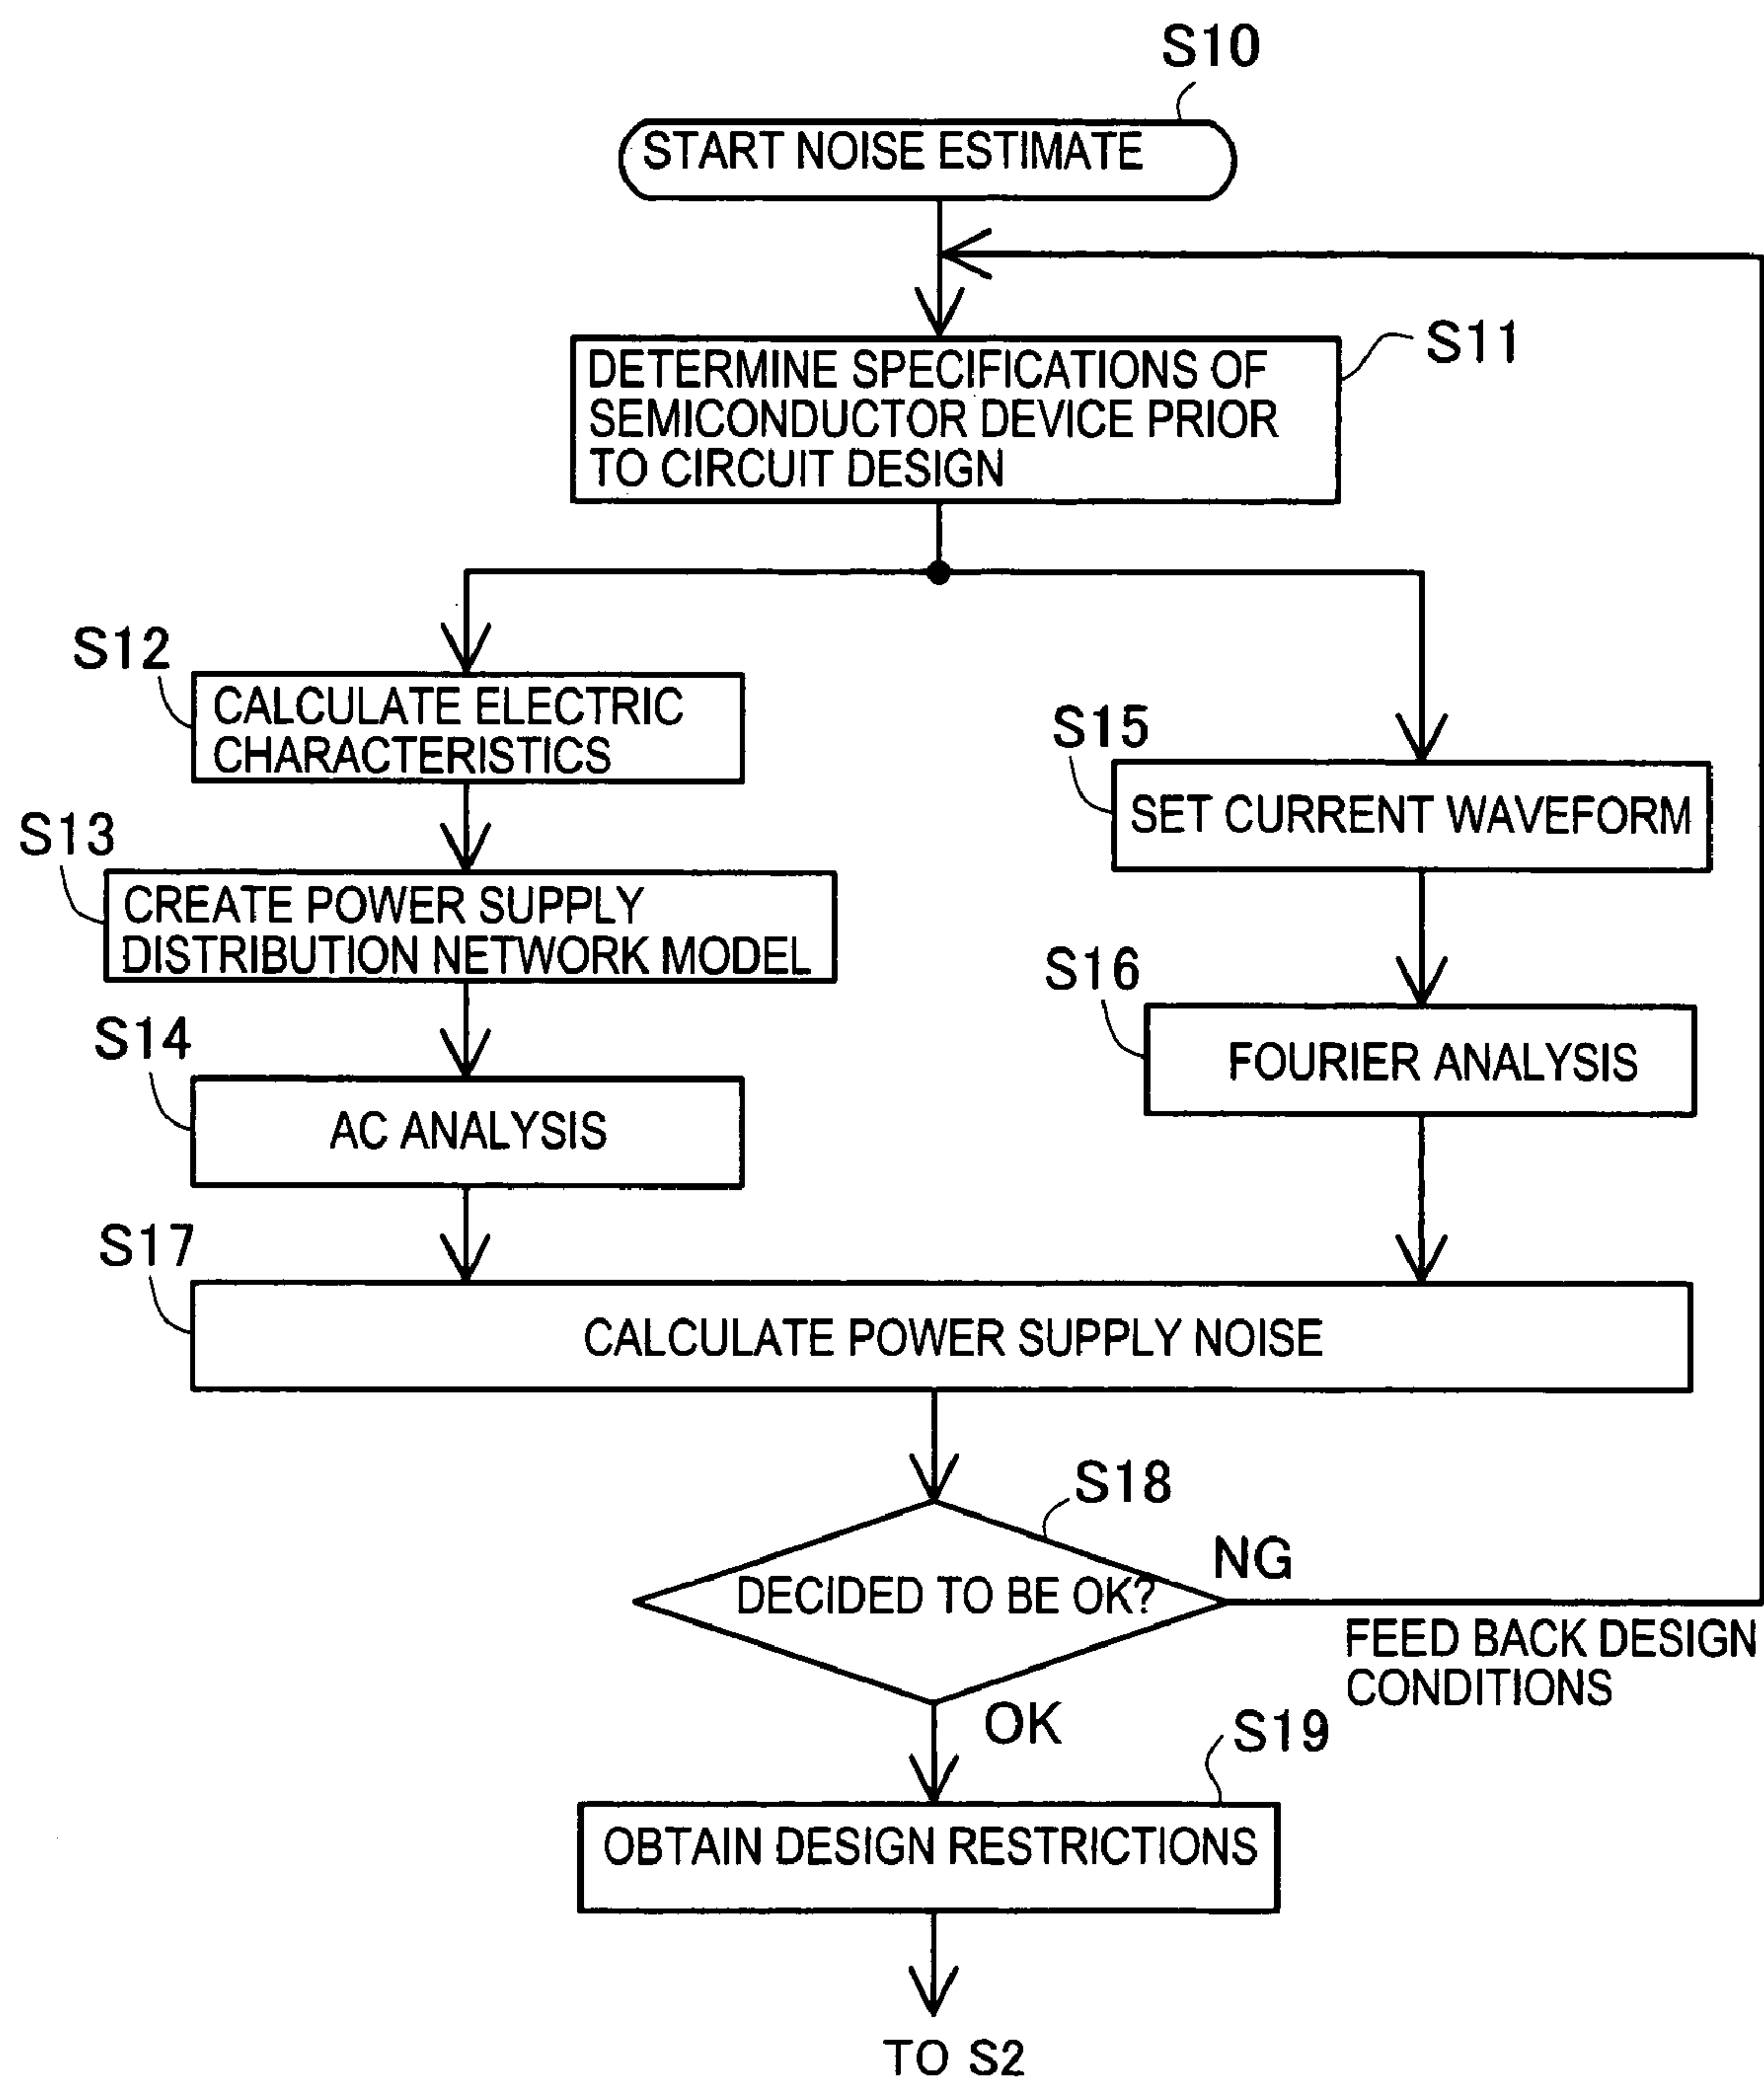 S10
START NOISE ESTIMATE
S11
DETERMINE SPECIFICATIONS OF
SEMICONDUCTOR DEVICE PRIOR
TO CIRCUIT DESIGN
S12
CALCULATE ELECTRIC
CHARACTERISTICS
S13
CREATE POWER SUPPLY
DISTRIBUTION NETWORK MODEL
S14
AC ANALYSIS
S15
SET CURRENT WAVEFORM
S16
FOURIER ANALYSIS
S17
CALCULATE POWER SUPPLY NOISE
S18
DECIDED TO BE OK?
NG
FEED BACK DESIGN
CONDITIONS
OK
S19
OBTAIN DESIGN RESTRICTIONS
TO S2